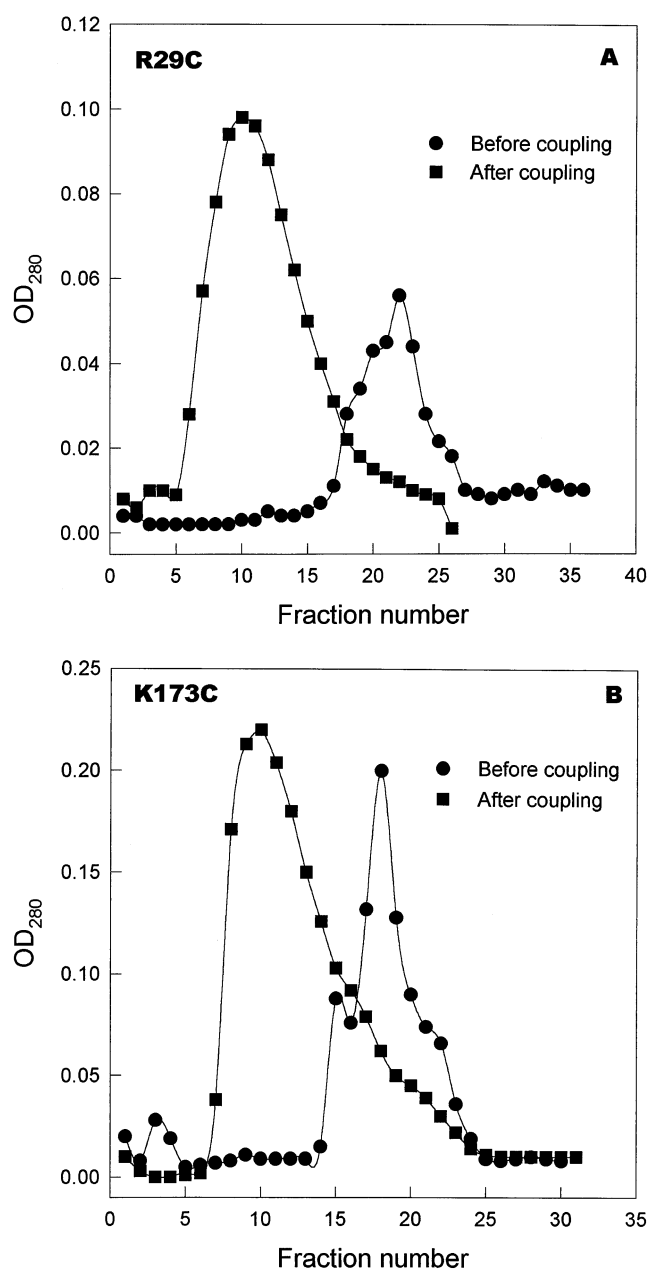 R29C A
Before coupling
After coupling
0.12
0.10
0.08
0.06
0.04
0.02
0.00
OD280
0 5 10 15 20 25 30 35 40
Fraction number
K173C B
Before coupling
After coupling
0.25
0.20
0.15
0.10
0.05
0.00
OD280
0 5 10 15 20 25 30 35
Fraction number